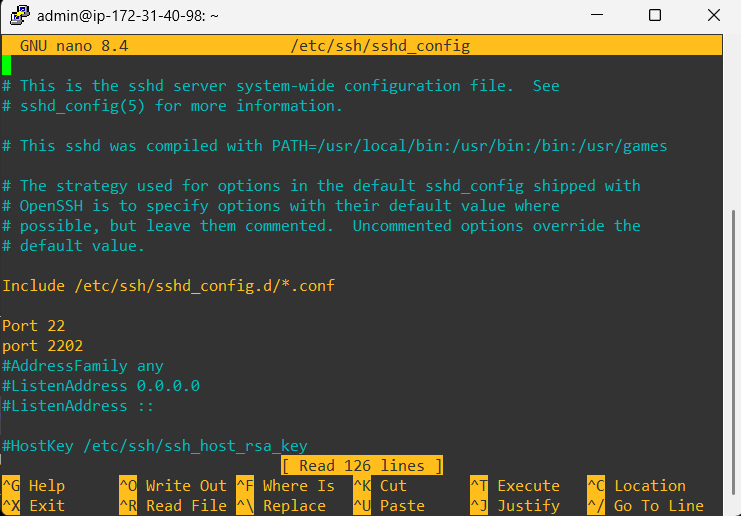 admin@ip-172-31-40-98: ~
GNU nano 8.4 /etc/ssh/sshd_config
# This is the sshd server system-wide configuration file.  See
# sshd_config(5) for more information.
# This sshd was compiled with PATH=/usr/local/bin:/usr/bin:/bin:/usr/games
# The strategy used for options in the default sshd_config shipped with
# OpenSSH is to specify options with their default value where
# possible, but leave them commented.  Uncommented options override the
# default value.
Include /etc/ssh/sshd_config.d/*.conf
Port 22
port 2202
#AddressFamily any
#ListenAddress 0.0.0.0
#ListenAddress ::
#HostKey /etc/ssh/ssh_host_rsa_key
[ Read 126 lines ]
^G Help ^O Write Out ^F Where Is ^K Cut ^T Execute ^C Location
^X Exit ^R Read File ^\ Replace ^U Paste ^J Justify ^/ Go To Line